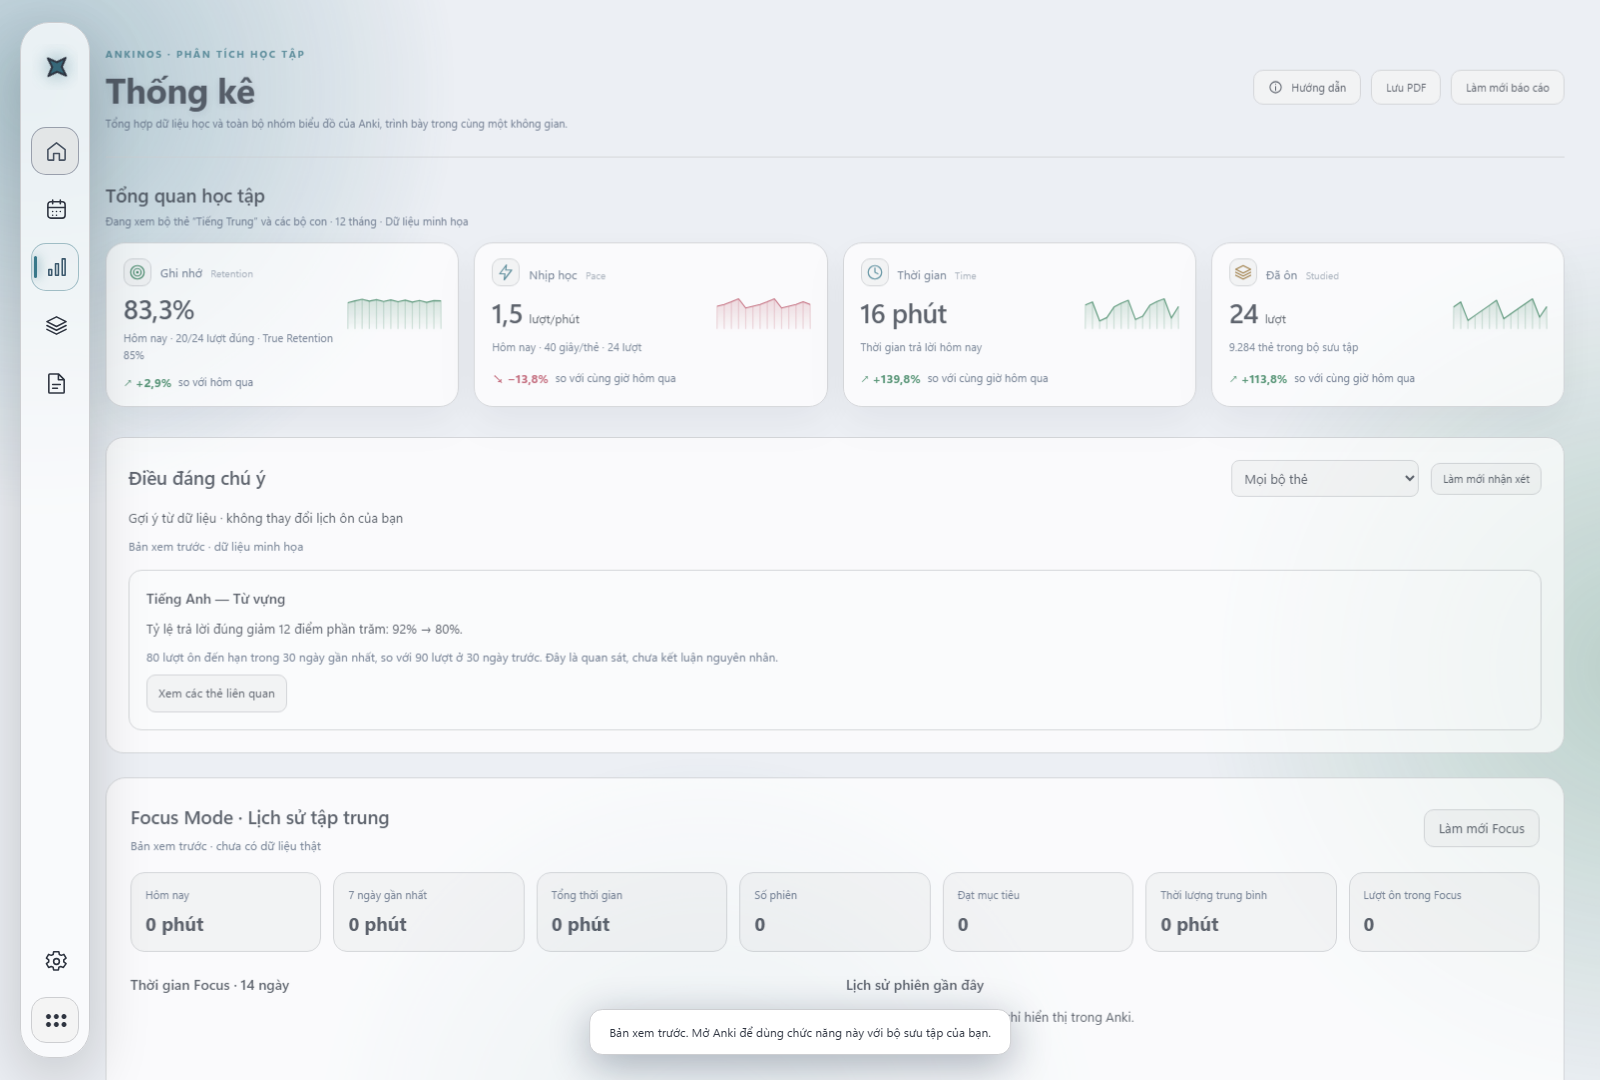 ANKINOS · PHÂN TÍCH HỌC TẬP
Thống kê
Tổng hợp dữ liệu học và toàn bộ nhóm biểu đồ của Anki, trình bày trong cùng một không gian.
Hướng dẫn
Lưu PDF
Làm mới báo cáo
Tổng quan học tập
Đang xem bộ thẻ "Tiếng Trung" và các bộ con · 12 tháng · Dữ liệu minh họa
Ghi nhớ Retention
83,3%
Hôm nay · 20/24 lượt đúng · True Retention
85%
↗ +2,9% so với hôm qua
Nhịp học Pace
1,5 lượt/phút
Hôm nay · 40 giây/thẻ · 24 lượt
↘ −13,8% so với cùng giờ hôm qua
Thời gian Time
16 phút
Thời gian trả lời hôm nay
↗ +139,8% so với cùng giờ hôm qua
Đã ôn Studied
24 lượt
9.284 thẻ trong bộ sưu tập
↗ +113,8% so với cùng giờ hôm qua
Điều đáng chú ý
Mọi bộ thẻ
Làm mới nhận xét
Gợi ý từ dữ liệu · không thay đổi lịch ôn của bạn
Bản xem trước · dữ liệu minh họa
Tiếng Anh — Từ vựng
Tỷ lệ trả lời đúng giảm 12 điểm phần trăm: 92% → 80%.
80 lượt ôn đến hạn trong 30 ngày gần nhất, so với 90 lượt ở 30 ngày trước. Đây là quan sát, chưa kết luận nguyên nhân.
Xem các thẻ liên quan
Focus Mode · Lịch sử tập trung
Làm mới Focus
Bản xem trước · chưa có dữ liệu thật
Hôm nay
0 phút
7 ngày gần nhất
0 phút
Tổng thời gian
0 phút
Số phiên
0
Đạt mục tiêu
0
Thời lượng trung bình
0 phút
Lượt ôn trong Focus
0
Thời gian Focus · 14 ngày
Lịch sử phiên gần đây
hiển thị trong Anki.
Bản xem trước. Mở Anki để dùng chức năng này với bộ sưu tập của bạn.